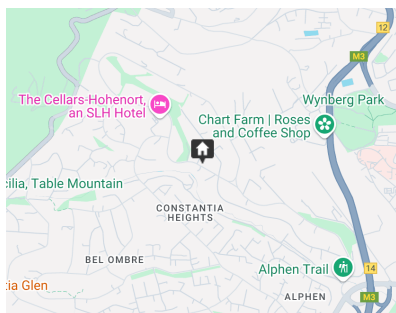 12
M3
The Cellars-Hohenort,
an SLH Hotel
Wynberg Park
Chart Farm | Roses
and Coffee Shop
cilia, Table Mountain
CONSTANTIA
HEIGHTS
BEL OMBRE
Alphen Trail
14
tia Glen
ALPHEN
M3